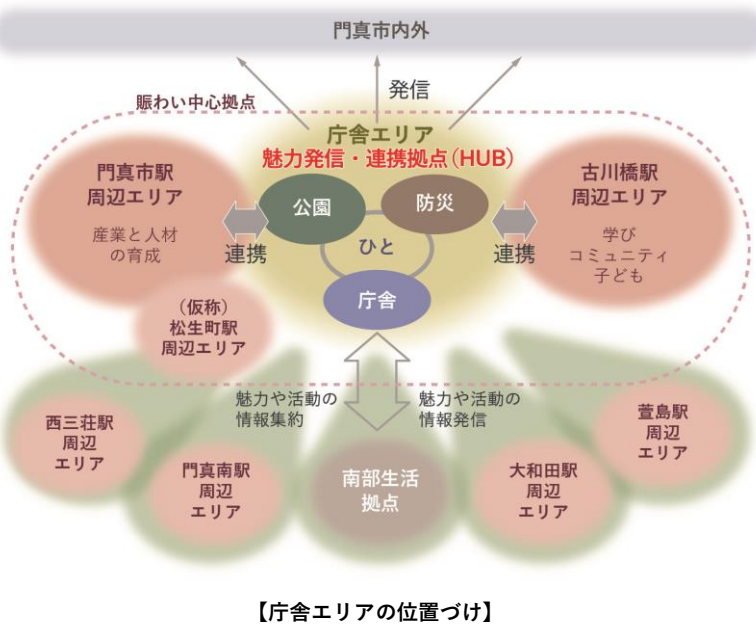 門真市内外
発信
賑わい中心拠点
庁舎エリア
魅力発信・連携拠点(HUB)
門真市駅
周辺エリア
産業と人材
の育成
連携
公園
防災
ひと
庁舎
連携
古川橋駅
周辺エリア
学び
コミュニティ
子ども
(仮称)
松生町駅
周辺エリア
魅力や活動の
情報集約
魅力や活動の
情報発信
西三荘駅
周辺
エリア
門真南駅
周辺
エリア
南部生活
拠点
大和田駅
周辺
エリア
萱島駅
周辺
エリア
【庁舎エリアの位置づけ】